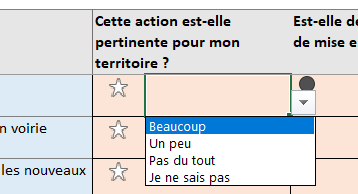 Cette action est-elle
pertinente pour mon
territoire ?
Est-elle de
de mise e
Beaucoup
Un peu
Pas du tout
Je ne sais pas
n voirie
les nouveaux